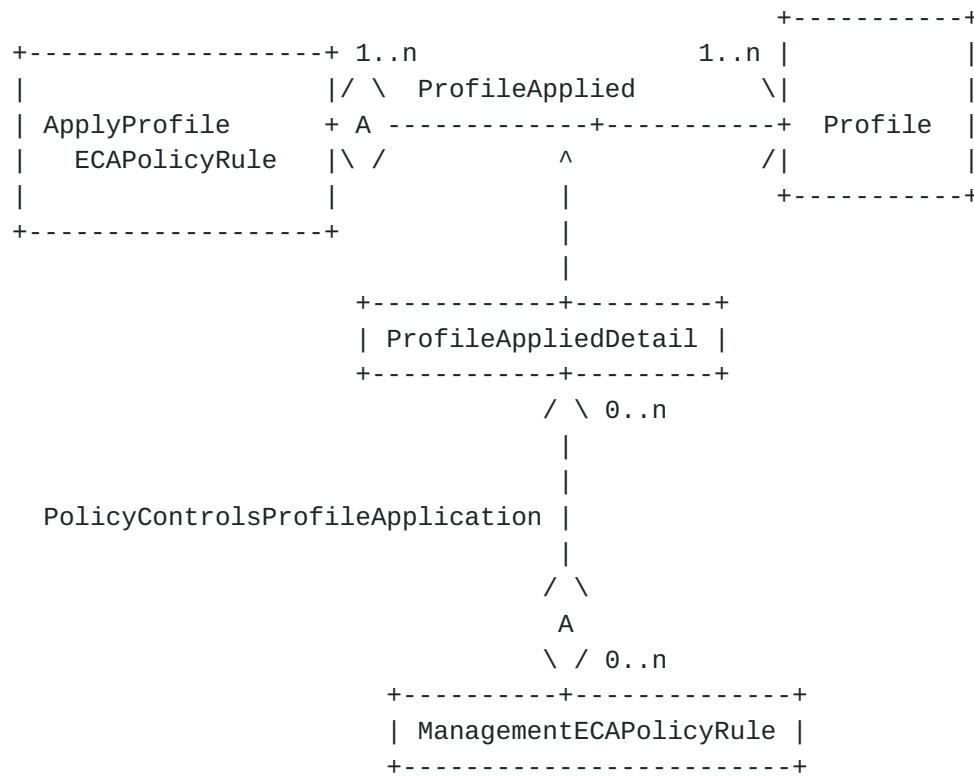 1..n 1..n
ProfileApplied
ApplyProfile A Profile
ECAPolicyRule
ProfileAppliedDetail
0..n
PolicyControlsProfileApplication
A
0..n
ManagementECAPolicyRule